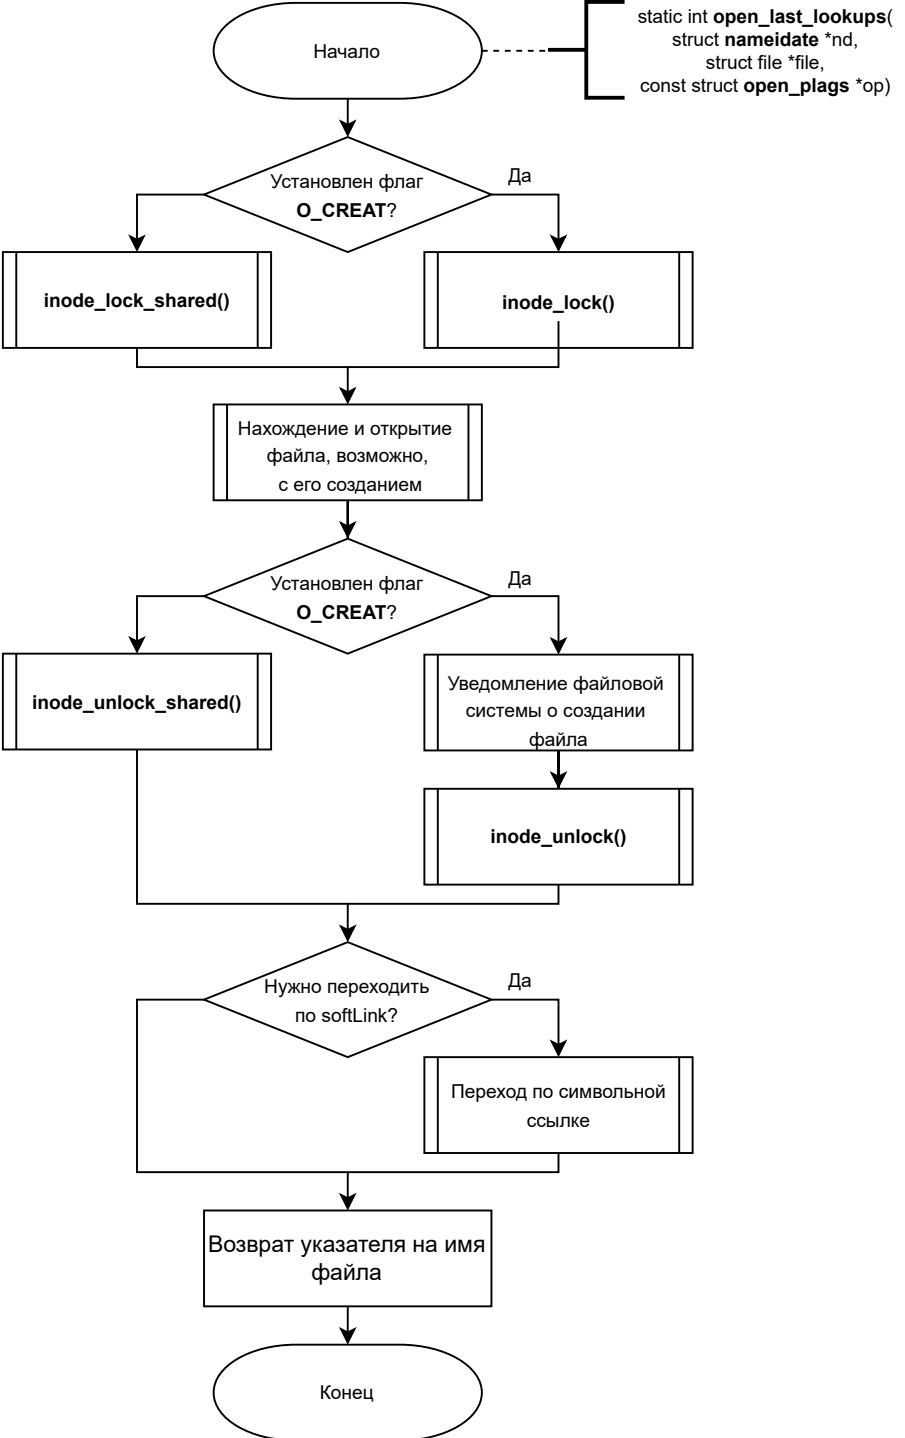 Начало
static int open_last_lookups(
struct nameidate *nd,
struct file *file,
const struct open_plags *op)
Установлен флаг
O_CREAT?
Да
inode_lock_shared()
inode_lock()
Нахождение и открытие
файла, возможно,
с его созданием
Установлен флаг
O_CREAT?
Да
inode_unlock_shared()
Уведомление файловой
системы о создании
файла
inode_unlock()
Нужно переходить
по softLink?
Да
Переход по символьной
ссылке
Возврат указателя на имя
файла
Конец